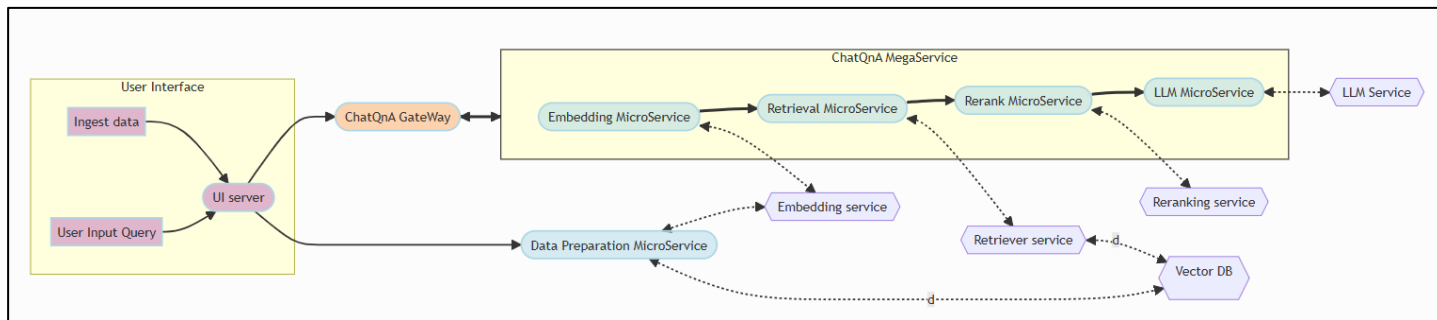 ChatQnA MegaService
User Interface
Ingest data
ChatQnA GateWay
Embedding MicroService
Retrieval MicroService
Rerank MicroService
LLM MicroService
LLM Service
UI server
User Input Query
Embedding service
Reranking service
Data Preparation MicroService
Retriever service
d
Vector DB
d